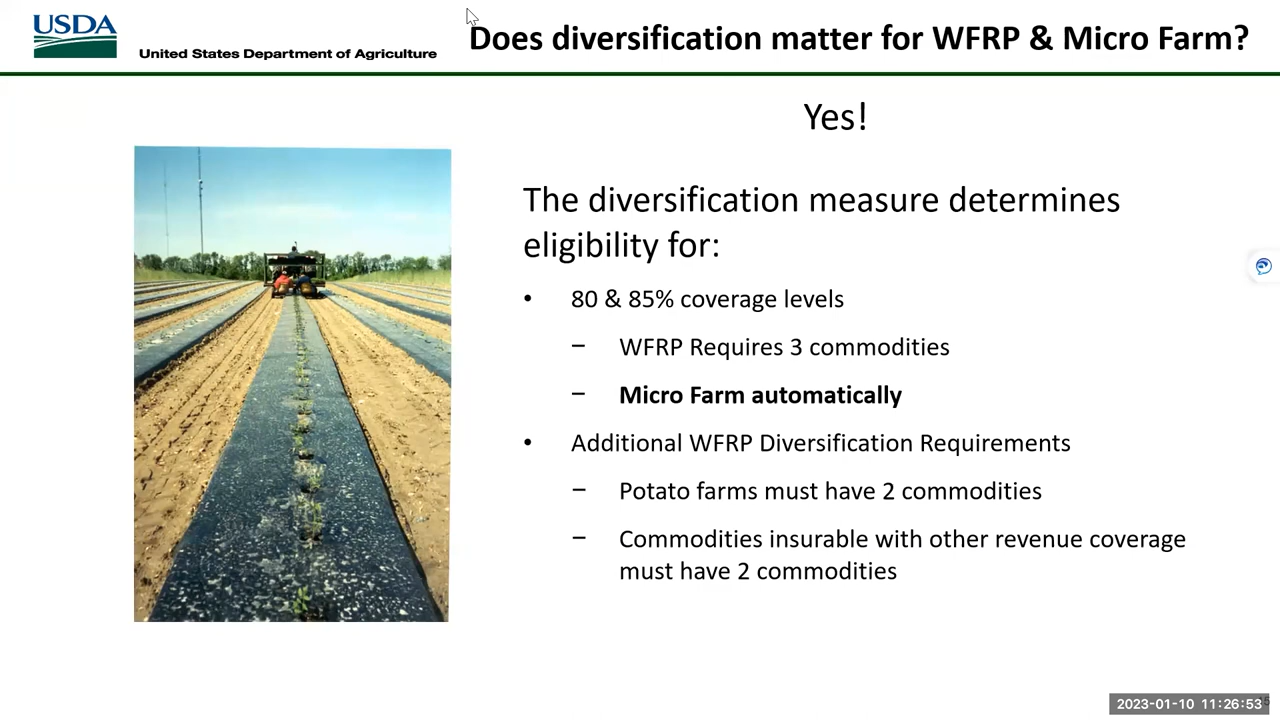 USDA
United States Department of Agriculture
Does diversification matter for WFRP & Micro Farm?
Yes!
The diversification measure determines
eligibility for:
• 80 & 85% coverage levels
– WFRP Requires 3 commodities
– Micro Farm automatically
• Additional WFRP Diversification Requirements
– Potato farms must have 2 commodities
– Commodities insurable with other revenue coverage
must have 2 commodities
2023-01-10 11:26:53